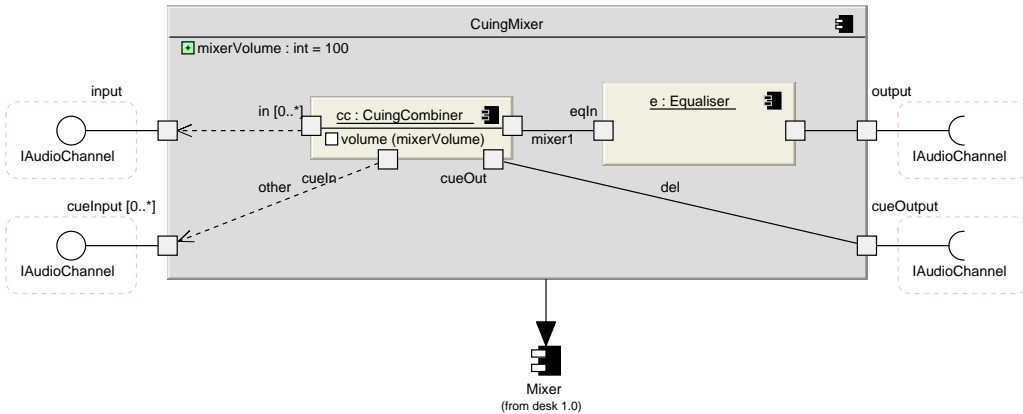 CuingMixer
mixerVolume : int = 100
input
IAudioChannel
in [0..*]
cc : CuingCombiner
volume (mixerVolume)
mixer1
eqIn
e : Equaliser
output
IAudioChannel
other
cueIn
cueOut
del
cueInput [0..*]
IAudioChannel
cueOutput
IAudioChannel
Mixer
(from desk 1.0)